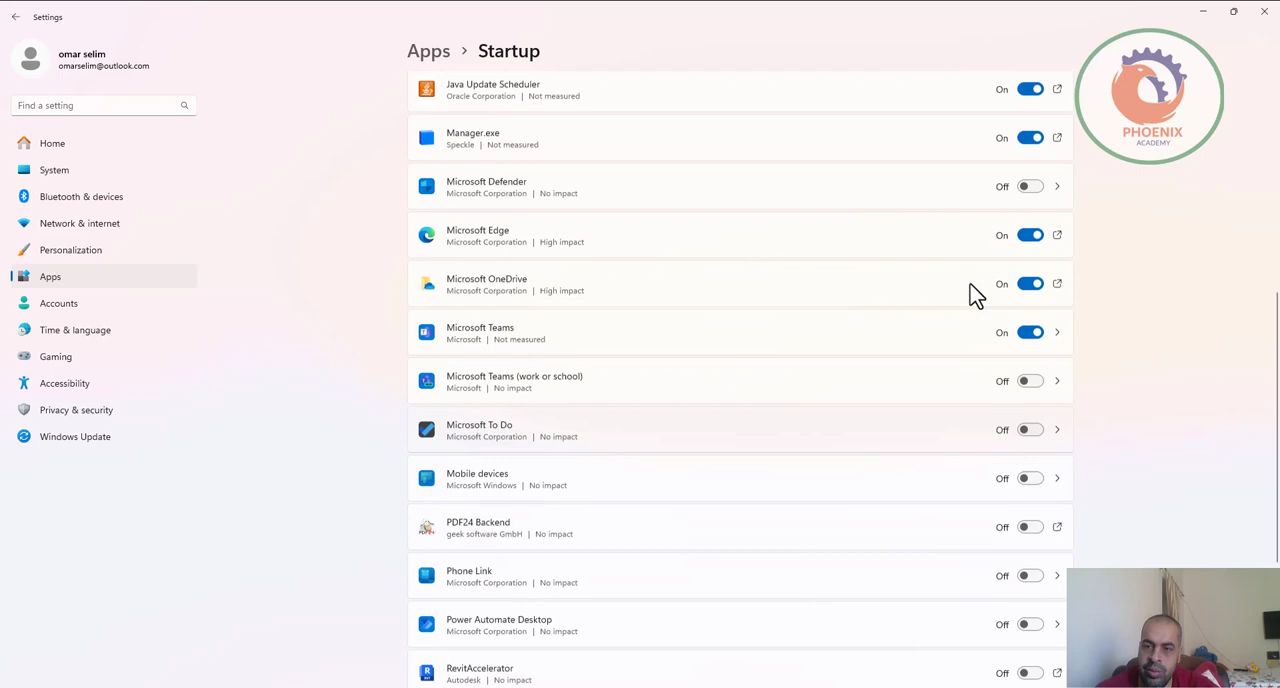 Settings
omar selim
omarselim@outlook.com
Find a setting
Home
System
Bluetooth & devices
Network & internet
Personalization
Apps
Accounts
Time & language
Gaming
Accessibility
Privacy & security
Windows Update
Apps > Startup
Java Update Scheduler
Oracle Corporation | Not measured
On
Manager.exe
Speckle | Not measured
On
Microsoft Defender
Microsoft Corporation | No impact
Off
Microsoft Edge
Microsoft Corporation | High impact
On
Microsoft OneDrive
Microsoft Corporation | High impact
On
Microsoft Teams
Microsoft | Not measured
On
Microsoft Teams (work or school)
Microsoft | No impact
Off
Microsoft To Do
Microsoft Corporation | No impact
Off
Mobile devices
Microsoft Windows | No impact
Off
PDF24 Backend
geek software GmbH | No impact
Off
Phone Link
Microsoft Corporation | No impact
Off
Power Automate Desktop
Microsoft Corporation | No impact
Off
RevitAccelerator
Autodesk | No impact
Off
PHOENIX
ACADEMY